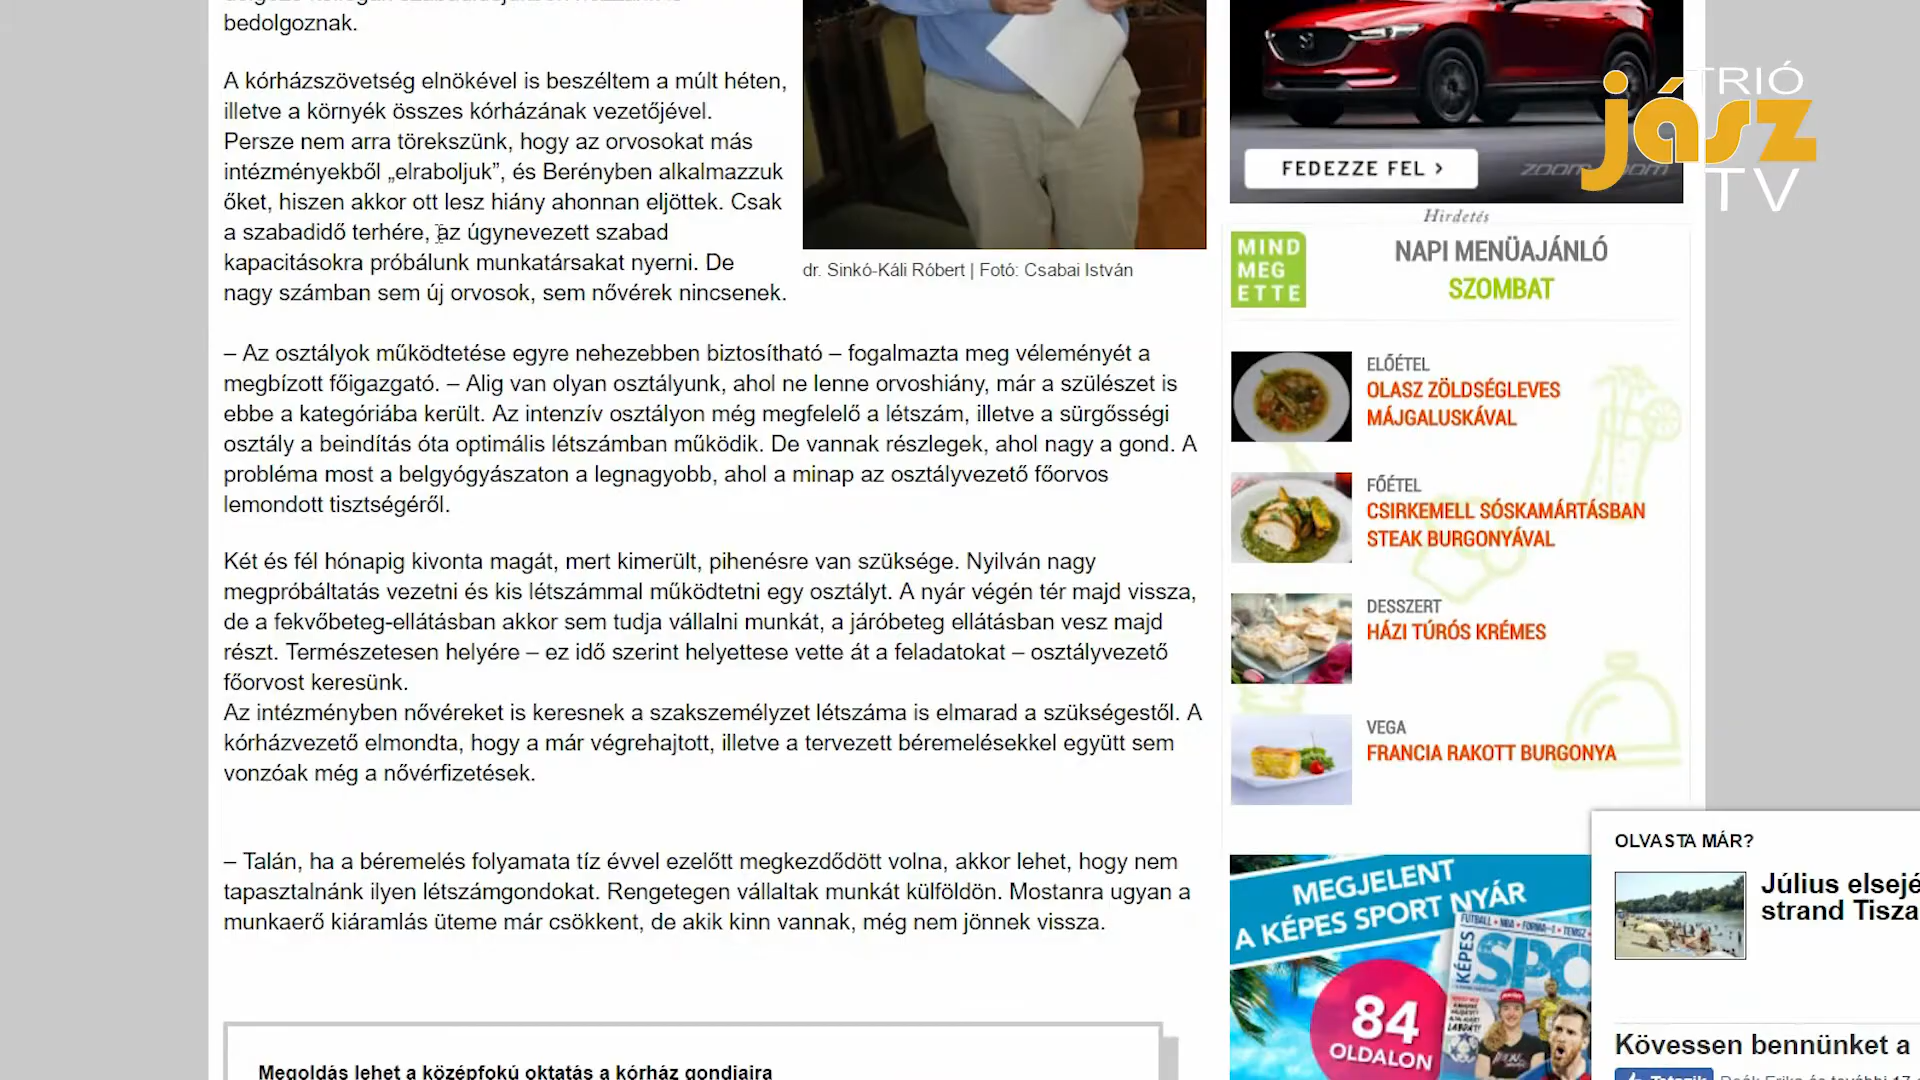 bedolgoznak.
A kórházszövetség elnökével is beszéltem a múlt héten,
illetve a környék összes kórházának vezetőjével.
Persze nem arra törekszünk, hogy az orvosokat más
intézményekből „elraboljuk”, és Berényben alkalmazzuk
őket, hiszen akkor ott lesz hiány ahonnan eljöttek. Csak
a szabadidő terhére, az úgynevezett szabad
kapacitásokra próbálunk munkatársakat nyerni. De
nagy számban sem új orvosok, sem nővérek nincsenek.
dr. Sinkó-Káli Róbert | Fotó: Csabai István
– Az osztályok működtetése egyre nehezebben biztosítható – fogalmazta meg véleményét a
megbízott főigazgató. – Alig van olyan osztályunk, ahol ne lenne orvoshiány, már a szülészet is
ebbe a kategóriába került. Az intenzív osztályon még megfelelő a létszám, illetve a sürgősségi
osztály a beindítás óta optimális létszámban működik. De vannak részlegek, ahol nagy a gond. A
probléma most a belgyógyászaton a legnagyobb, ahol a minap az osztályvezető főorvos
lemondott tisztségéről.
Két és fél hónapig kivonta magát, mert kimerült, pihenésre van szüksége. Nyilván nagy
megpróbáltatás vezetni és kis létszámmal működtetni egy osztályt. A nyár végén tér majd vissza,
de a fekvőbeteg-ellátásban akkor sem tudja vállalni munkát, a járóbeteg ellátásban vesz majd
részt. Természetesen helyére – ez idő szerint helyettese vette át a feladatokat – osztályvezető
főorvost keresünk.
Az intézményben nővéreket is keresnek a szakszemélyzet létszáma is elmarad a szükségestől. A
kórházvezető elmondta, hogy a már végrehajtott, illetve a tervezett béremelésekkel együtt sem
vonzóak még a nővérfizetések.
– Talán, ha a béremelés folyamata tíz évvel ezelőtt megkezdődött volna, akkor lehet, hogy nem
tapasztalnánk ilyen létszámgondokat. Rengetegen vállaltak munkát külföldön. Mostanra ugyan a
munkaerő kiáramlás üteme már csökkent, de akik kinn vannak, még nem jönnek vissza.
Megoldás lehet a középfokú oktatás a kórház gondjaira
FEDEZZE FEL >
TRIÓ
jász
TV
Hirdetés
MIND
MEG
ETTE
NAPI MENÜAJÁNLÓ
SZOMBAT
ELŐÉTEL
OLASZ ZÖLDSÉGLEVES
MÁJGALUSKÁVAL
FŐÉTEL
CSIRKEMELL SÓSKAMÁRTÁSBAN
STEAK BURGONYÁVAL
DESSZERT
HÁZI TÚRÓS KRÉMES
VEGA
FRANCIA RAKOTT BURGONYA
MEGJELENT
A KÉPES SPORT NYÁR
KÉPES
SPO
84
OLDALON
OLVASTA MÁR?
Július elsejé
strand Tisza
Kövessen bennünket a
Tetszik